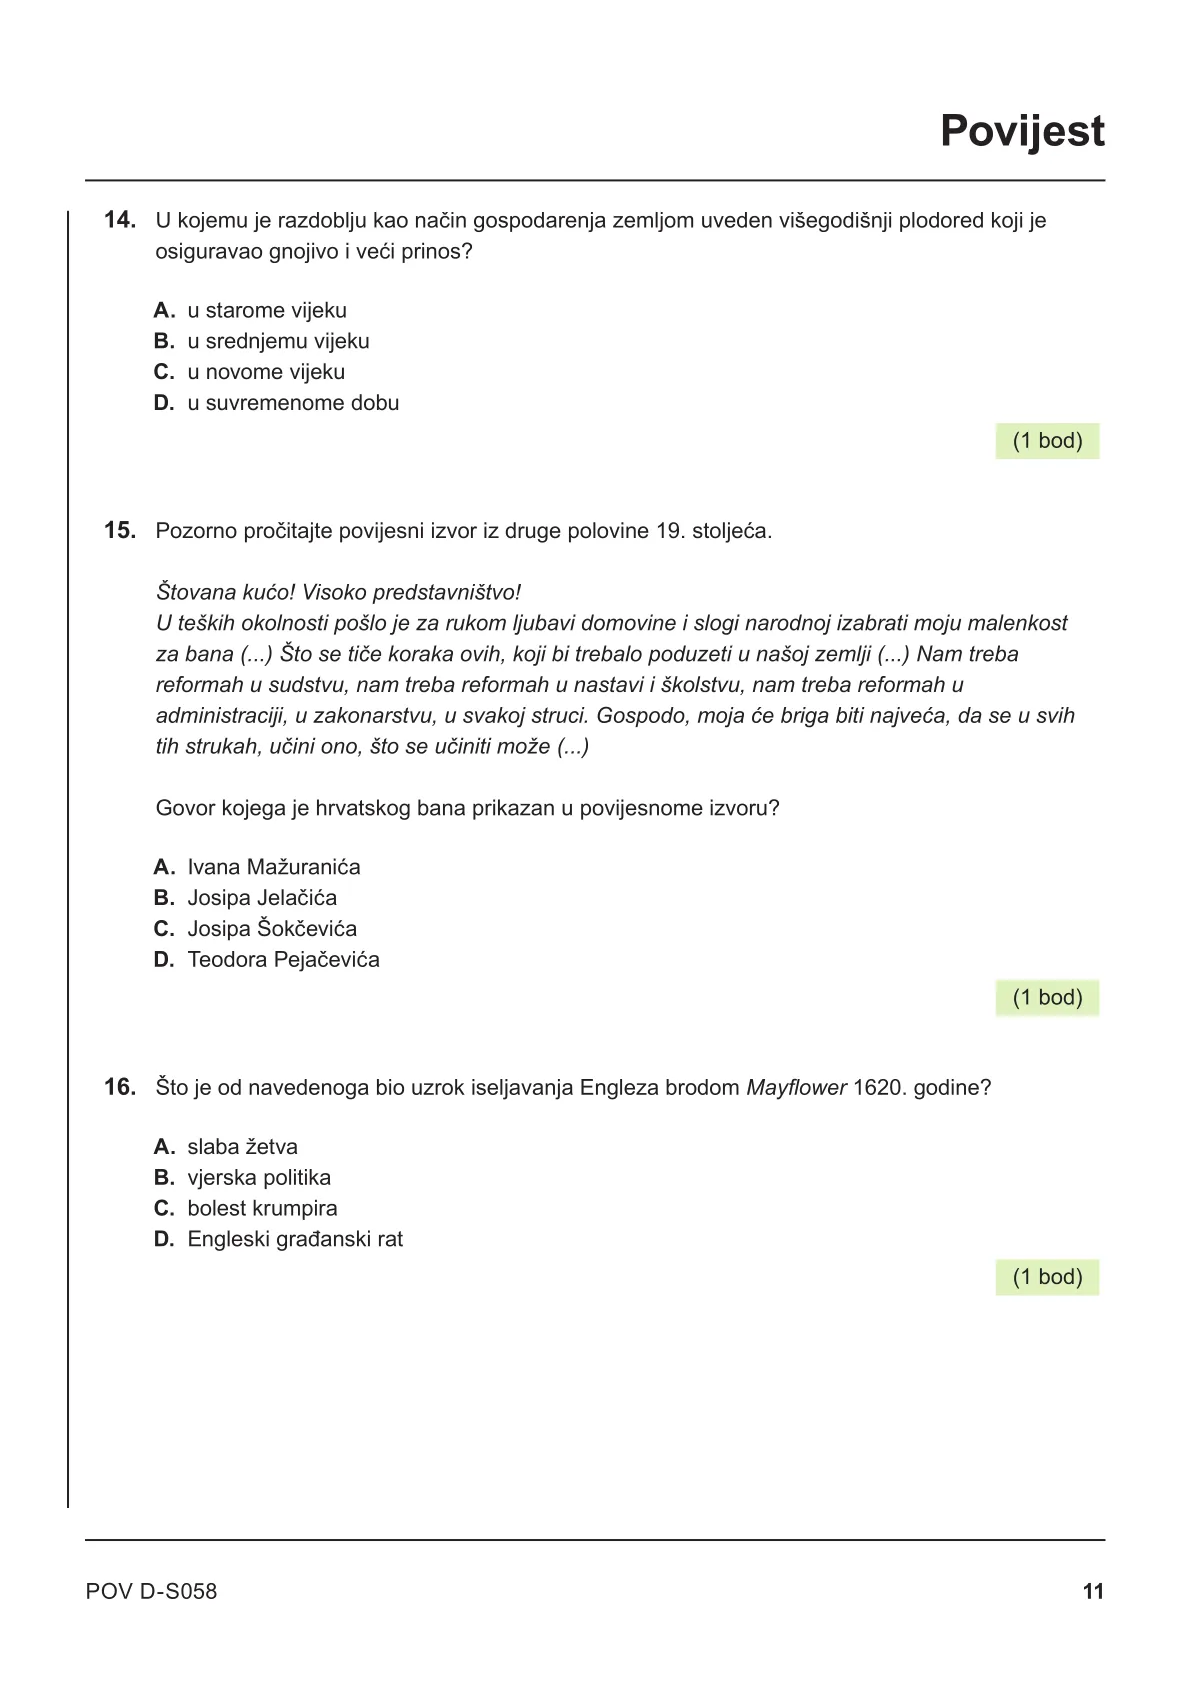 Povijest
14. U kojemu je razdoblju kao način gospodarenja zemljom uveden višegodišnji plodored koji je
osiguravao gnojivo i veći prinos?
A. u starome vijeku
B. u srednjemu vijeku
C. u novome vijeku
D. u suvremenome dobu
(1 bod)
15. Pozorno pročitajte povijesni izvor iz druge polovine 19. stoljeća.
Štovana kućo! Visoko predstavništvo!
U teških okolnosti pošlo je za rukom ljubavi domovine i slogi narodnoj izabrati moju malenkost
za bana (...) Što se tiče koraka ovih, koji bi trebalo poduzeti u našoj zemlji (...) Nam treba
reformah u sudstvu, nam treba reformah u nastavi i školstvu, nam treba reformah u
administraciji, u zakonarstvu, u svakoj struci. Gospodo, moja će briga biti najveća, da se u svih
tih strukah, učini ono, što se učiniti može (...)
Govor kojega je hrvatskog bana prikazan u povijesnome izvoru?
A. Ivana Mažuranića
B. Josipa Jelačića
C. Josipa Šokčevića
D. Teodora Pejačevića
(1 bod)
16. Što je od navedenoga bio uzrok iseljavanja Engleza brodom Mayflower 1620. godine?
A. slaba žetva
B. vjerska politika
C. bolest krumpira
D. Engleski građanski rat
(1 bod)
POV D-S058
11